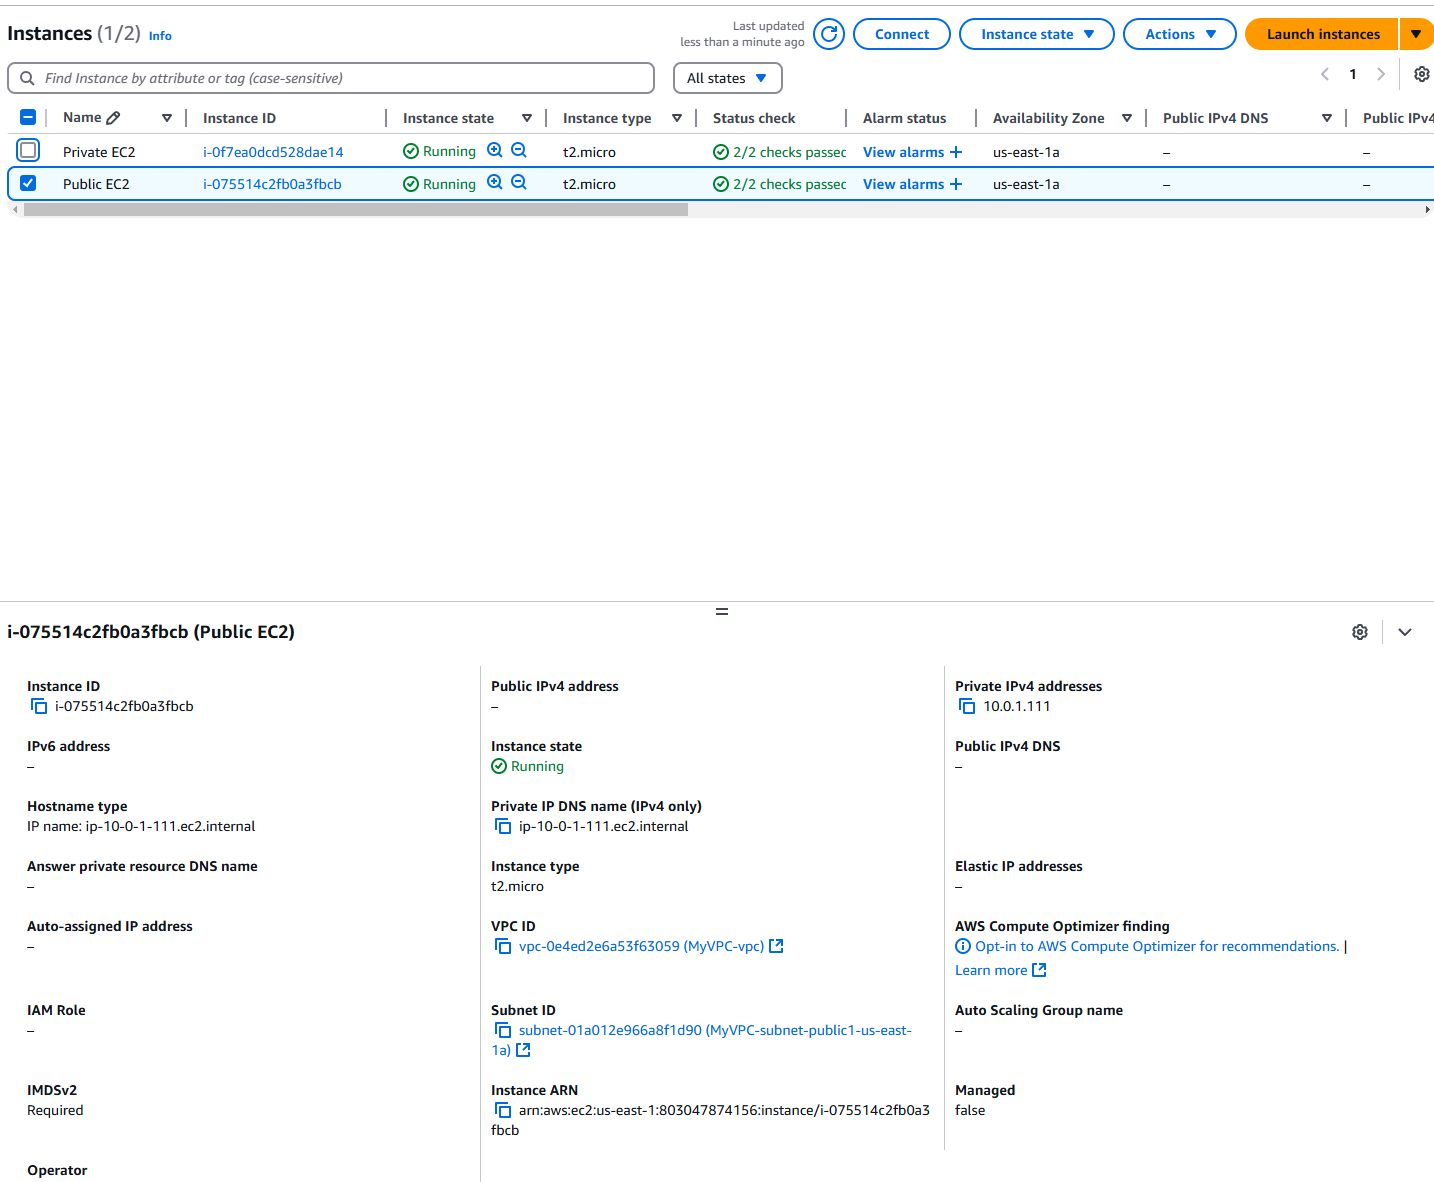 Instances (1/2) Info
Last updated
less than a minute ago
Connect
Instance state
Actions
Launch instances
Find Instance by attribute or tag (case-sensitive)
All states
1
Name Instance ID Instance state Instance type Status check Alarm status Availability Zone Public IPv4 DNS Public IPv4
Private EC2 i-0f7ea0dcd528dae14 Running t2.micro 2/2 checks passec View alarms + us-east-1a – –
Public EC2 i-075514c2fb0a3fbcb Running t2.micro 2/2 checks passec View alarms + us-east-1a – –
i-075514c2fb0a3fbcb (Public EC2)
Instance ID
i-075514c2fb0a3fbcb
Public IPv4 address
–
Private IPv4 addresses
10.0.1.111
IPv6 address
–
Instance state
Running
Public IPv4 DNS
–
Hostname type
IP name: ip-10-0-1-111.ec2.internal
Private IP DNS name (IPv4 only)
ip-10-0-1-111.ec2.internal
Answer private resource DNS name
–
Instance type
t2.micro
Elastic IP addresses
–
Auto-assigned IP address
–
VPC ID
vpc-0e4ed2e6a53f63059 (MyVPC-vpc)
AWS Compute Optimizer finding
Opt-in to AWS Compute Optimizer for recommendations. |
Learn more
IAM Role
–
Subnet ID
subnet-01a012e966a8f1d90 (MyVPC-subnet-public1-us-east-
1a)
Auto Scaling Group name
–
IMDSv2
Required
Instance ARN
arn:aws:ec2:us-east-1:803047874156:instance/i-075514c2fb0a3
fbcb
Managed
false
Operator